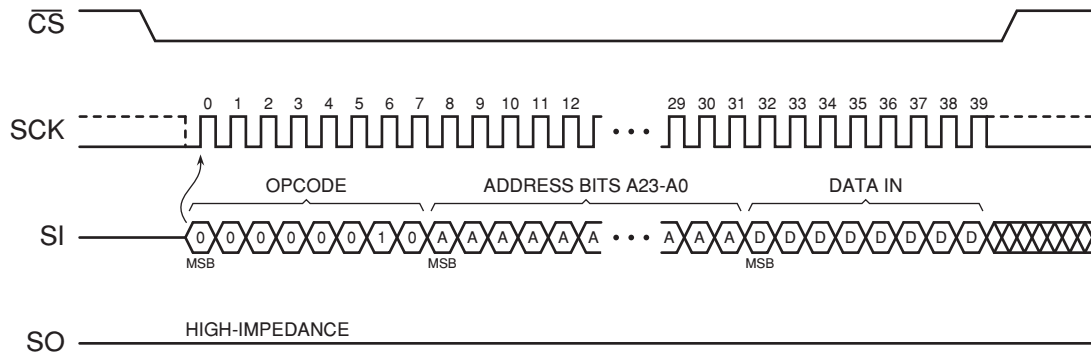 CS
0 1 2 3 4 5 6 7 8 9 10 11 12 29 30 31 32 33 34 35 36 37 38 39
SCK • • •
OPCODE ADDRESS BITS A23-A0 DATA IN
SI 0 0 0 0 0 0 1 0 A A A A A A • • • A A A D D D D D D D D
MSB MSB MSB
HIGH-IMPEDANCE
SO